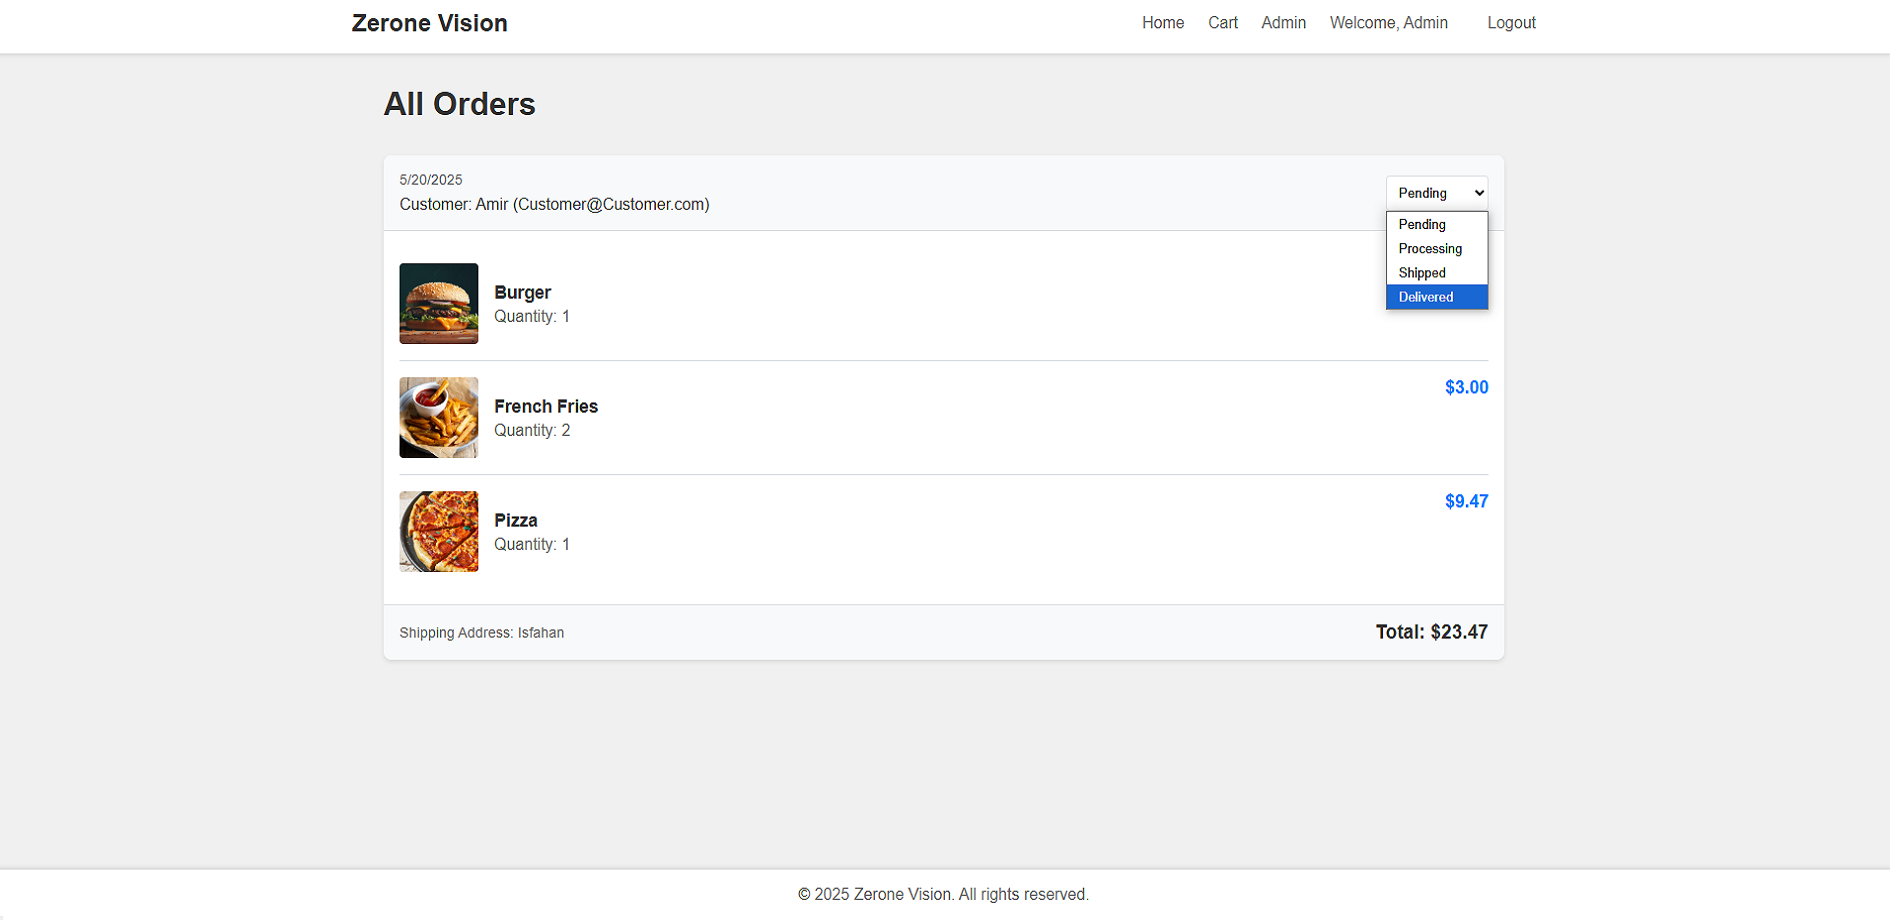 Zerone Vision
Home Cart Admin Welcome, Admin Logout
All Orders
5/20/2025
Customer: Amir (Customer@Customer.com)
Pending
Pending
Processing
Shipped
Delivered
Burger
Quantity: 1
French Fries
Quantity: 2
$3.00
Pizza
Quantity: 1
$9.47
Shipping Address: Isfahan
Total: $23.47
© 2025 Zerone Vision. All rights reserved.